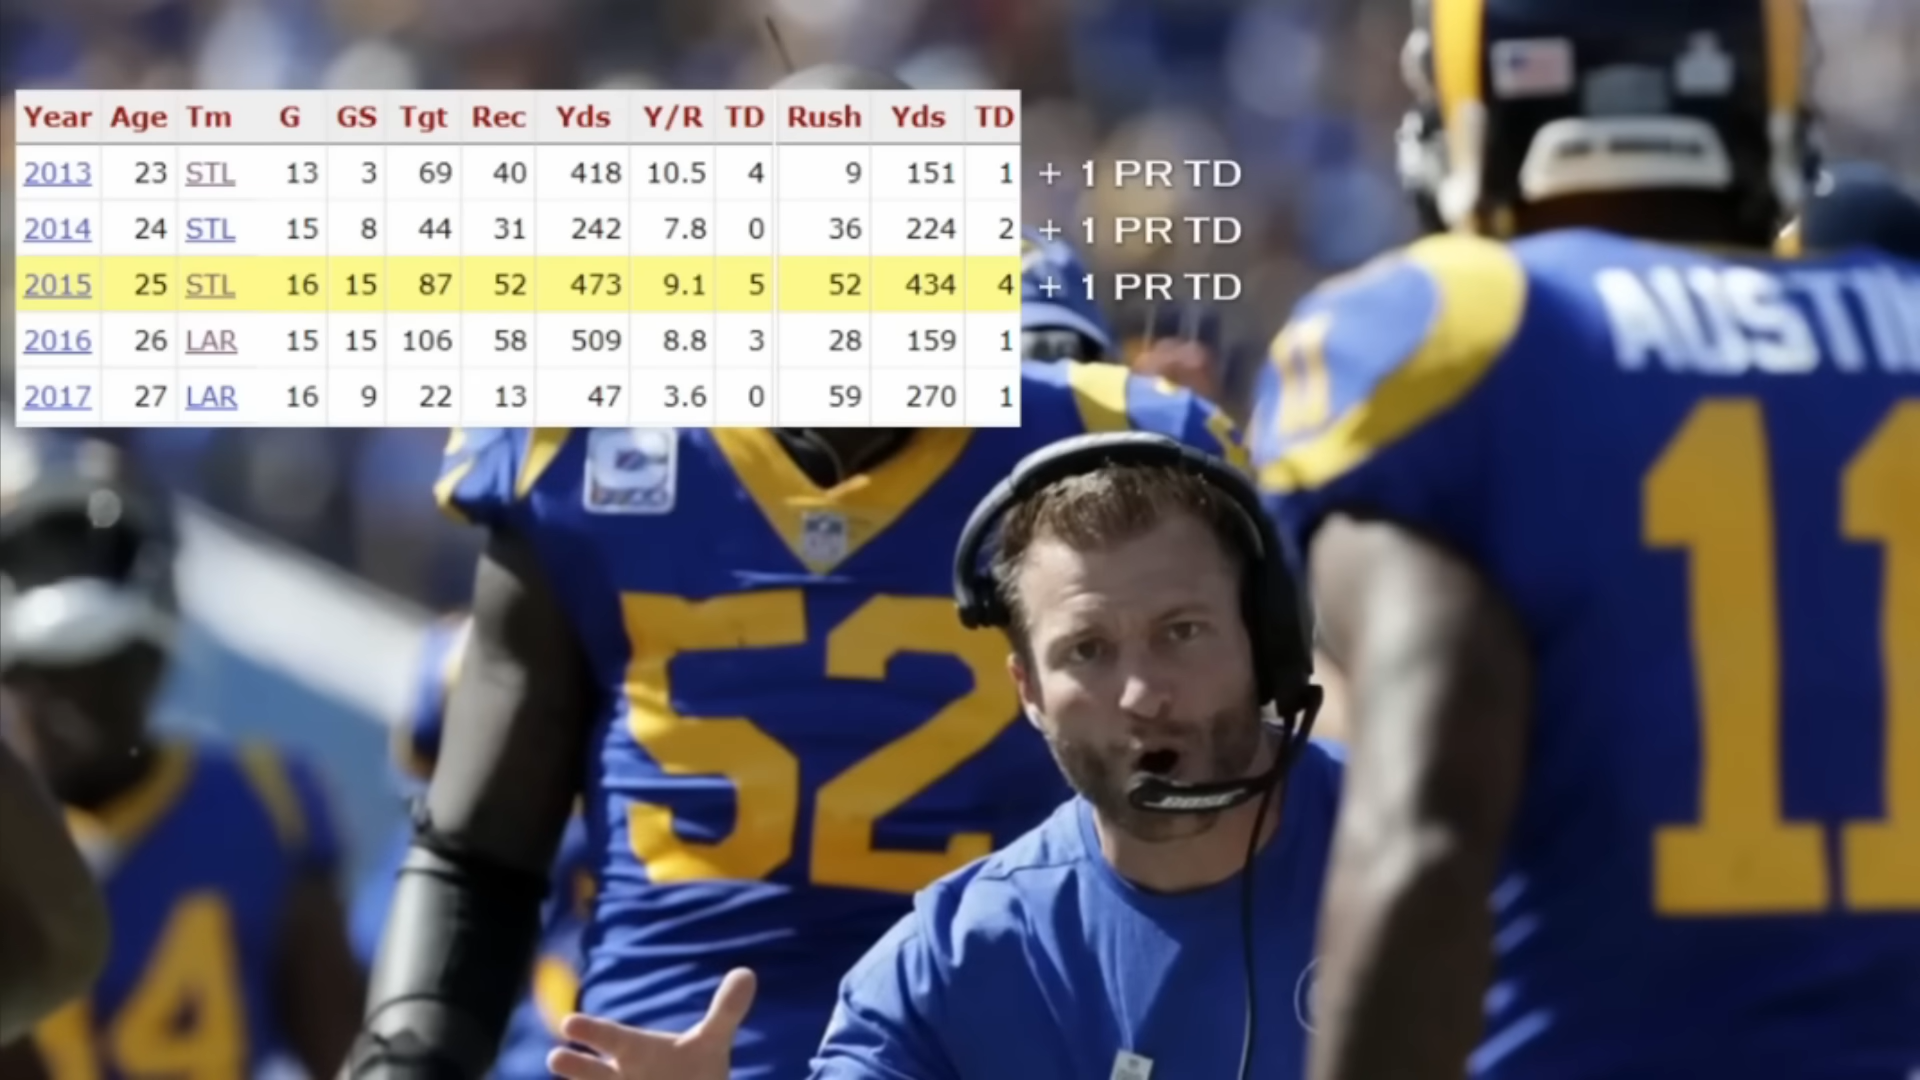 Year Age Tm G GS Tgt Rec Yds Y/R TD Rush Yds TD
2013 23 STL 13 3 69 40 418 10.5 4 9 151 1 + 1 PR TD
2014 24 STL 15 8 44 31 242 7.8 0 36 224 2 + 1 PR TD
2015 25 STL 16 15 87 52 473 9.1 5 52 434 4 + 1 PR TD
2016 26 LAR 15 15 106 58 509 8.8 3 28 159 1
2017 27 LAR 16 9 22 13 47 3.6 0 59 270 1
AUSTIN
11
11
C
NFL
52
BOSE
14